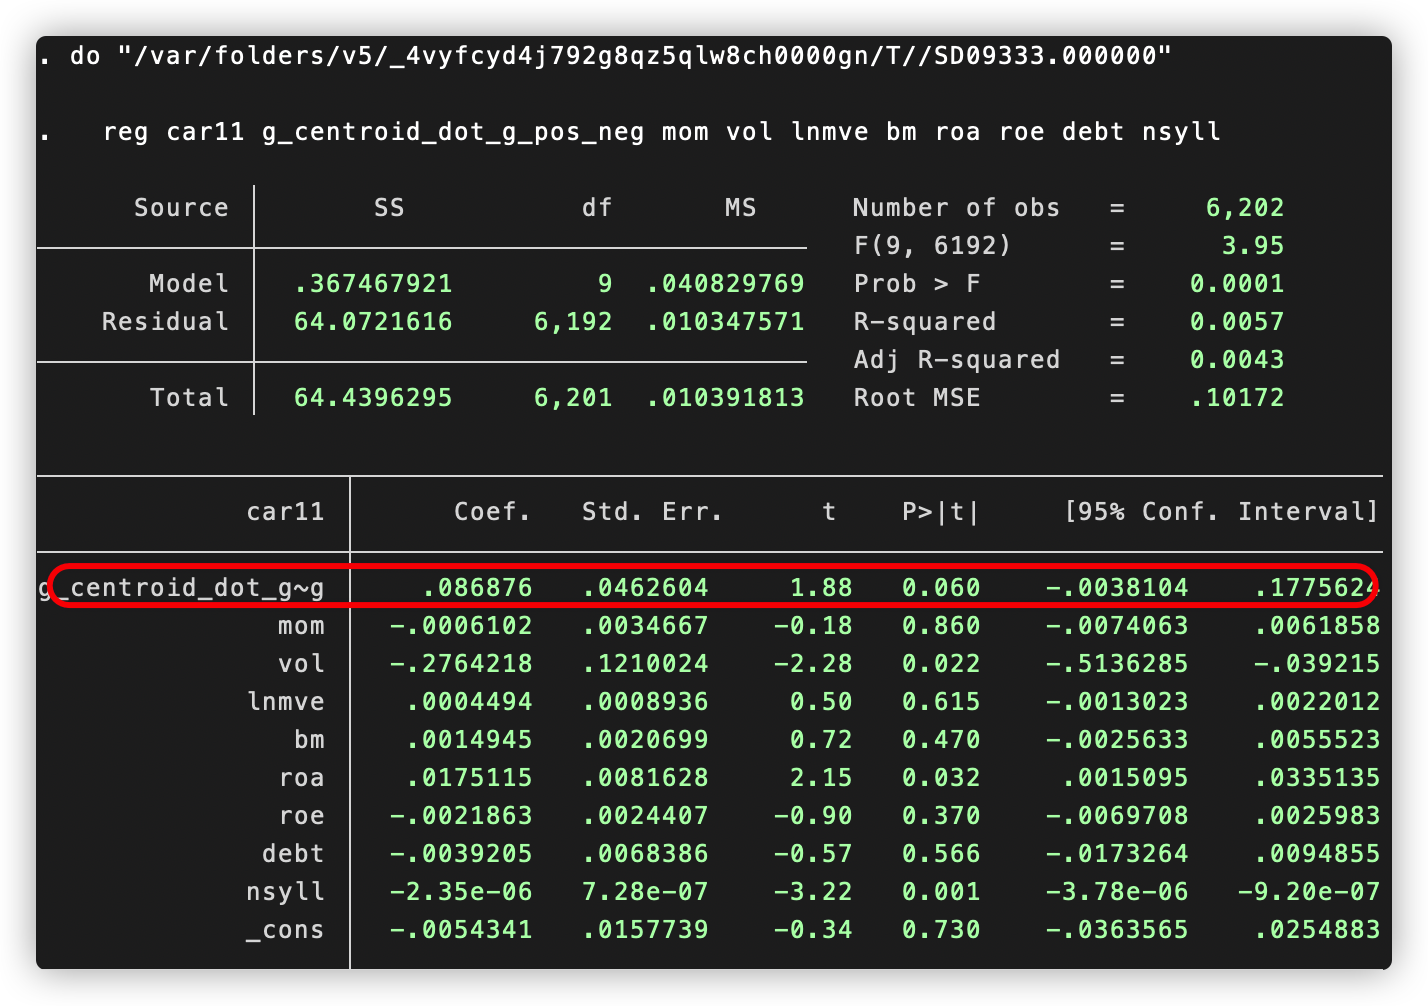 . do "/var/folders/v5/_4vyfcyd4j792g8qz5qlw8ch0000gn/T//SD09333.000000"
. reg car11 g_centroid_dot_g_pos_neg mom vol lnmve bm roa roe debt nsyll
Source SS df MS Number of obs = 6,202
F(9, 6192) = 3.95
Model .367467921 9 .040829769 Prob > F = 0.0001
Residual 64.0721616 6,192 .010347571 R-squared = 0.0057
Adj R-squared = 0.0043
Total 64.4396295 6,201 .010391813 Root MSE = .10172
car11 Coef. Std. Err. t P>|t| [95% Conf. Interval]
g_centroid_dot_g~g .086876 .0462604 1.88 0.060 -.0038104 .1775624
mom -.0006102 .0034667 -0.18 0.860 -.0074063 .0061858
vol -.2764218 .1210024 -2.28 0.022 -.5136285 -.039215
lnmve .0004494 .0008936 0.50 0.615 -.0013023 .0022012
bm .0014945 .0020699 0.72 0.470 -.0025633 .0055523
roa .0175115 .0081628 2.15 0.032 .0015095 .0335135
roe -.0021863 .0024407 -0.90 0.370 -.0069708 .0025983
debt -.0039205 .0068386 -0.57 0.566 -.0173264 .0094855
nsyll -2.35e-06 7.28e-07 -3.22 0.001 -3.78e-06 -9.20e-07
_cons -.0054341 .0157739 -0.34 0.730 -.0363565 .0254883